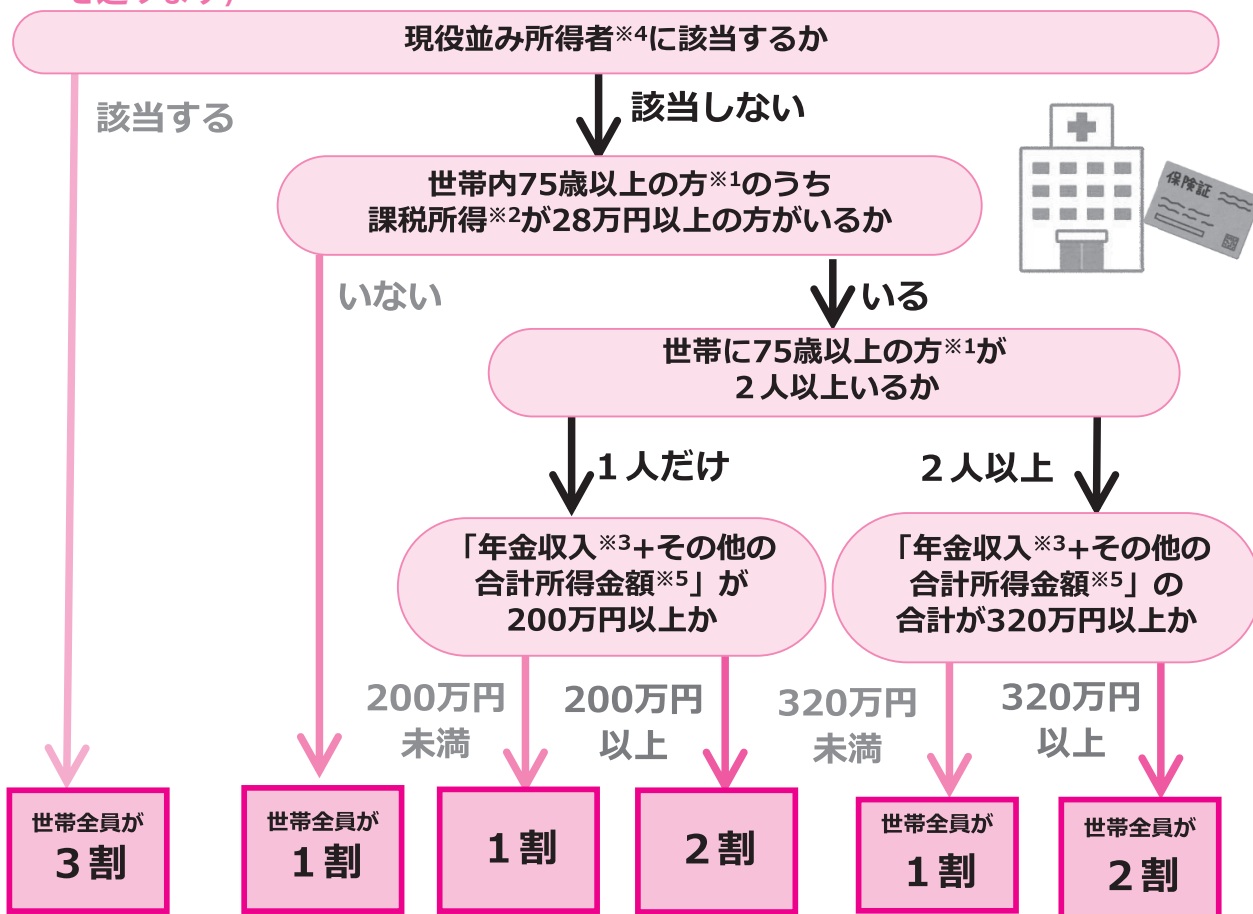 現役並み所得者※4に該当するか
該当する
該当しない
保険証
世帯内75歳以上の方※1のうち
課税所得※2が28万円以上の方がいるか
いない
いる
世帯に75歳以上の方※1が
２人以上いるか
１人だけ
２人以上
「年金収入※3+その他の
合計所得金額※5」が
200万円以上か
「年金収入※3+その他の
合計所得金額※5」の
合計が320万円以上か
200万円
未満
200万円
以上
320万円
未満
320万円
以上
世帯全員が
３割
世帯全員が
１割
１割
２割
世帯全員が
１割
世帯全員が
２割